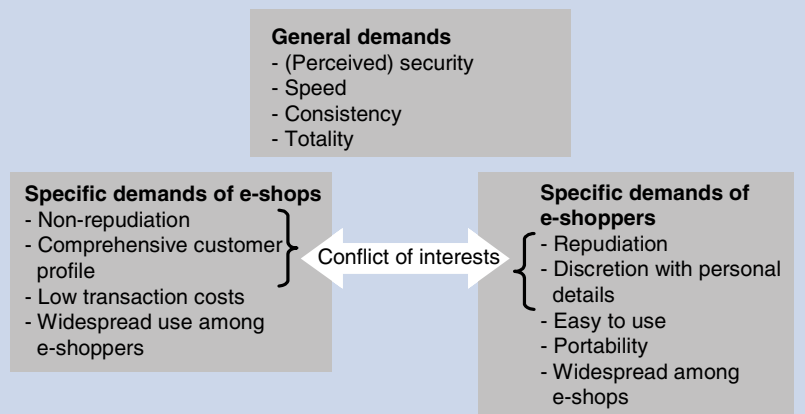 General demands
- (Perceived) security
- Speed
- Consistency
- Totality
Specific demands of e-shops
- Non-repudiation
- Comprehensive customer
profile
- Low transaction costs
- Widespread use among
e-shoppers
Conflict of interests
Specific demands of
e-shoppers
- Repudiation
- Discretion with personal
details
- Easy to use
- Portability
- Widespread among
e-shops